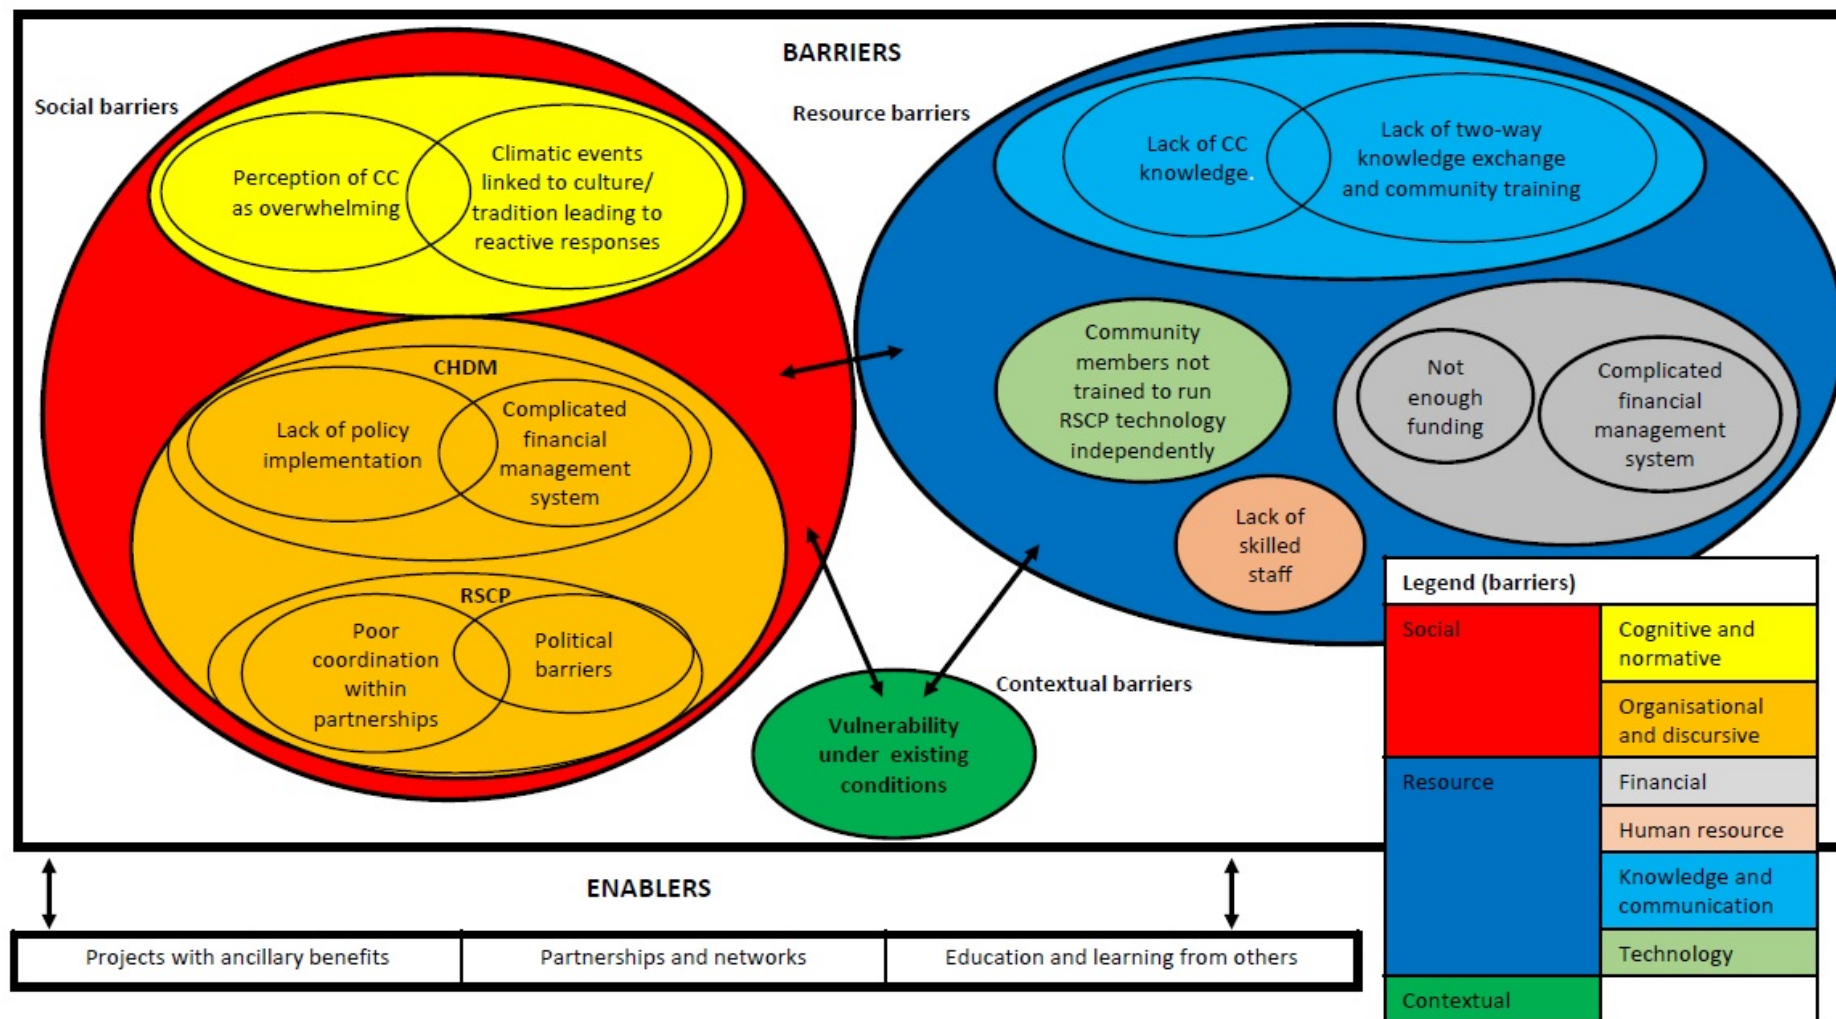 BARRIERS
Social barriers
Perception of CC
as overwhelming
Climatic events
linked to culture/
tradition leading to
reactive responses
CHDM
Lack of policy
implementation
Complicated
financial
management
system
RSCP
Poor
coordination
within
partnerships
Political
barriers
Resource barriers
Lack of CC
knowledge.
Lack of two-way
knowledge exchange
and community training
Community
members not
trained to run
RSCP technology
independently
Not
enough
funding
Complicated
financial
management
system
Lack of
skilled
staff
Contextual barriers
Vulnerability
under existing
conditions
Legend (barriers)
Social
Cognitive and
normative
Organisational
and discursive
Resource
Financial
Human resource
Knowledge and
communication
Technology
Contextual
ENABLERS
Projects with ancillary benefits
Partnerships and networks
Education and learning from others